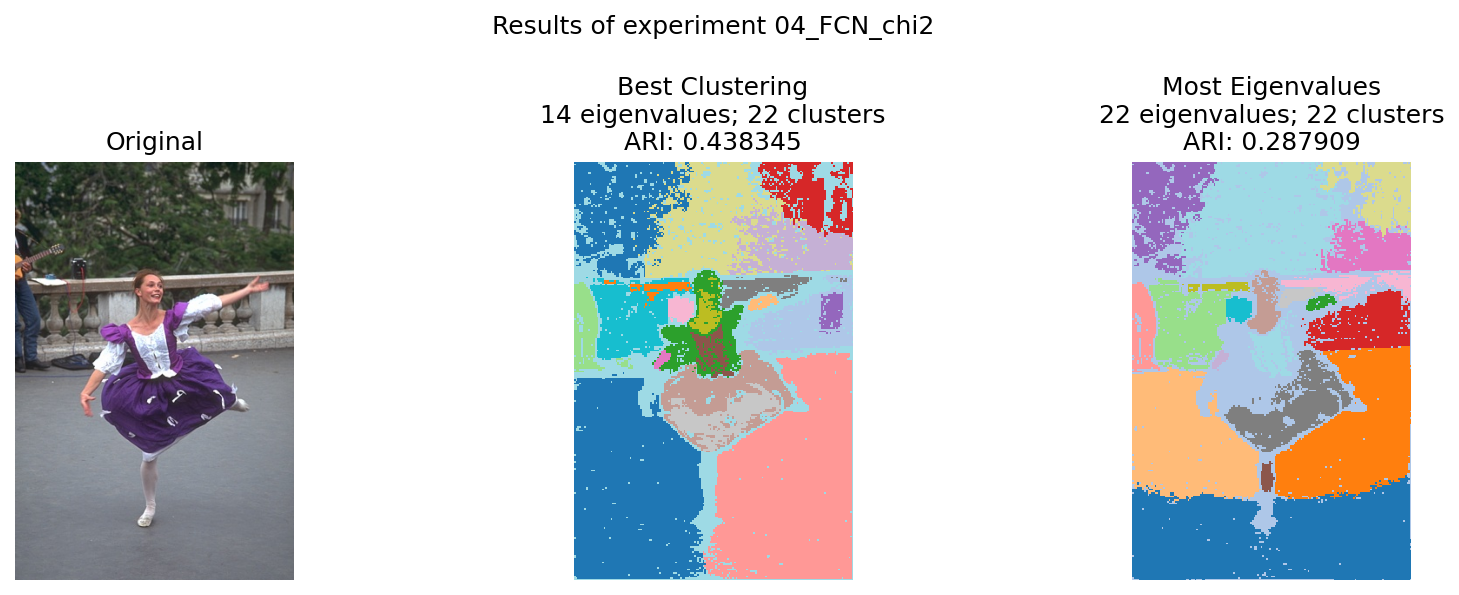 Results of experiment 04_FCN_chi2
Original
Best Clustering
14 eigenvalues; 22 clusters
ARI: 0.438345
Most Eigenvalues
22 eigenvalues; 22 clusters
ARI: 0.287909